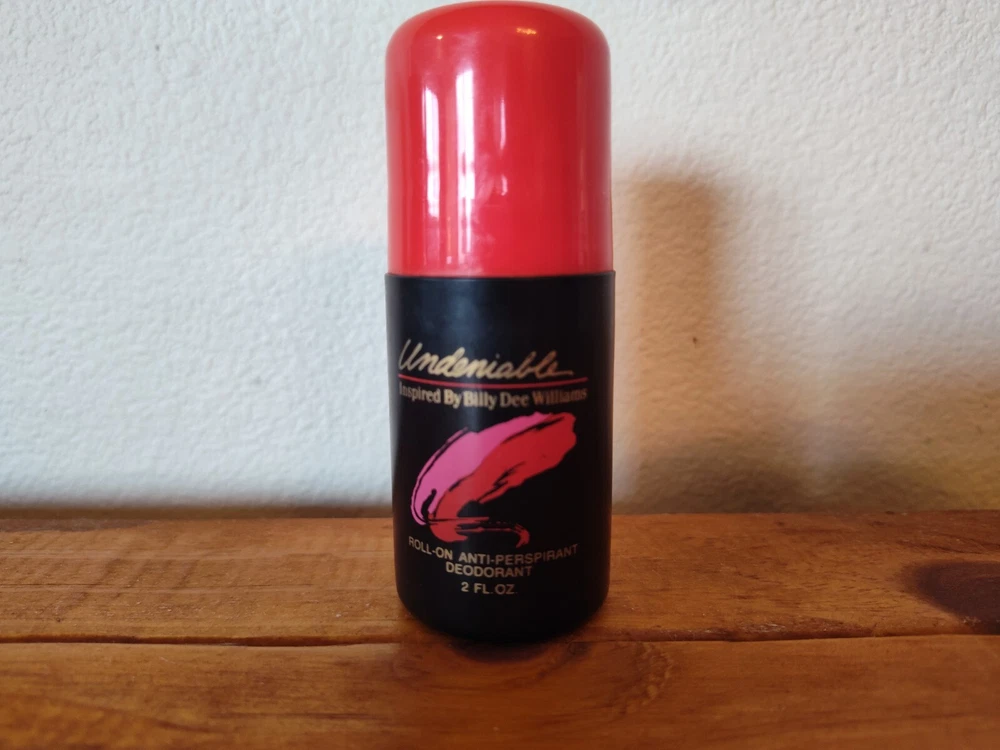 Undeniable
Inspired By Billy Dee Williams
ROLL-ON ANTI-PERSPIRANT
DEODORANT
2 FL.OZ.